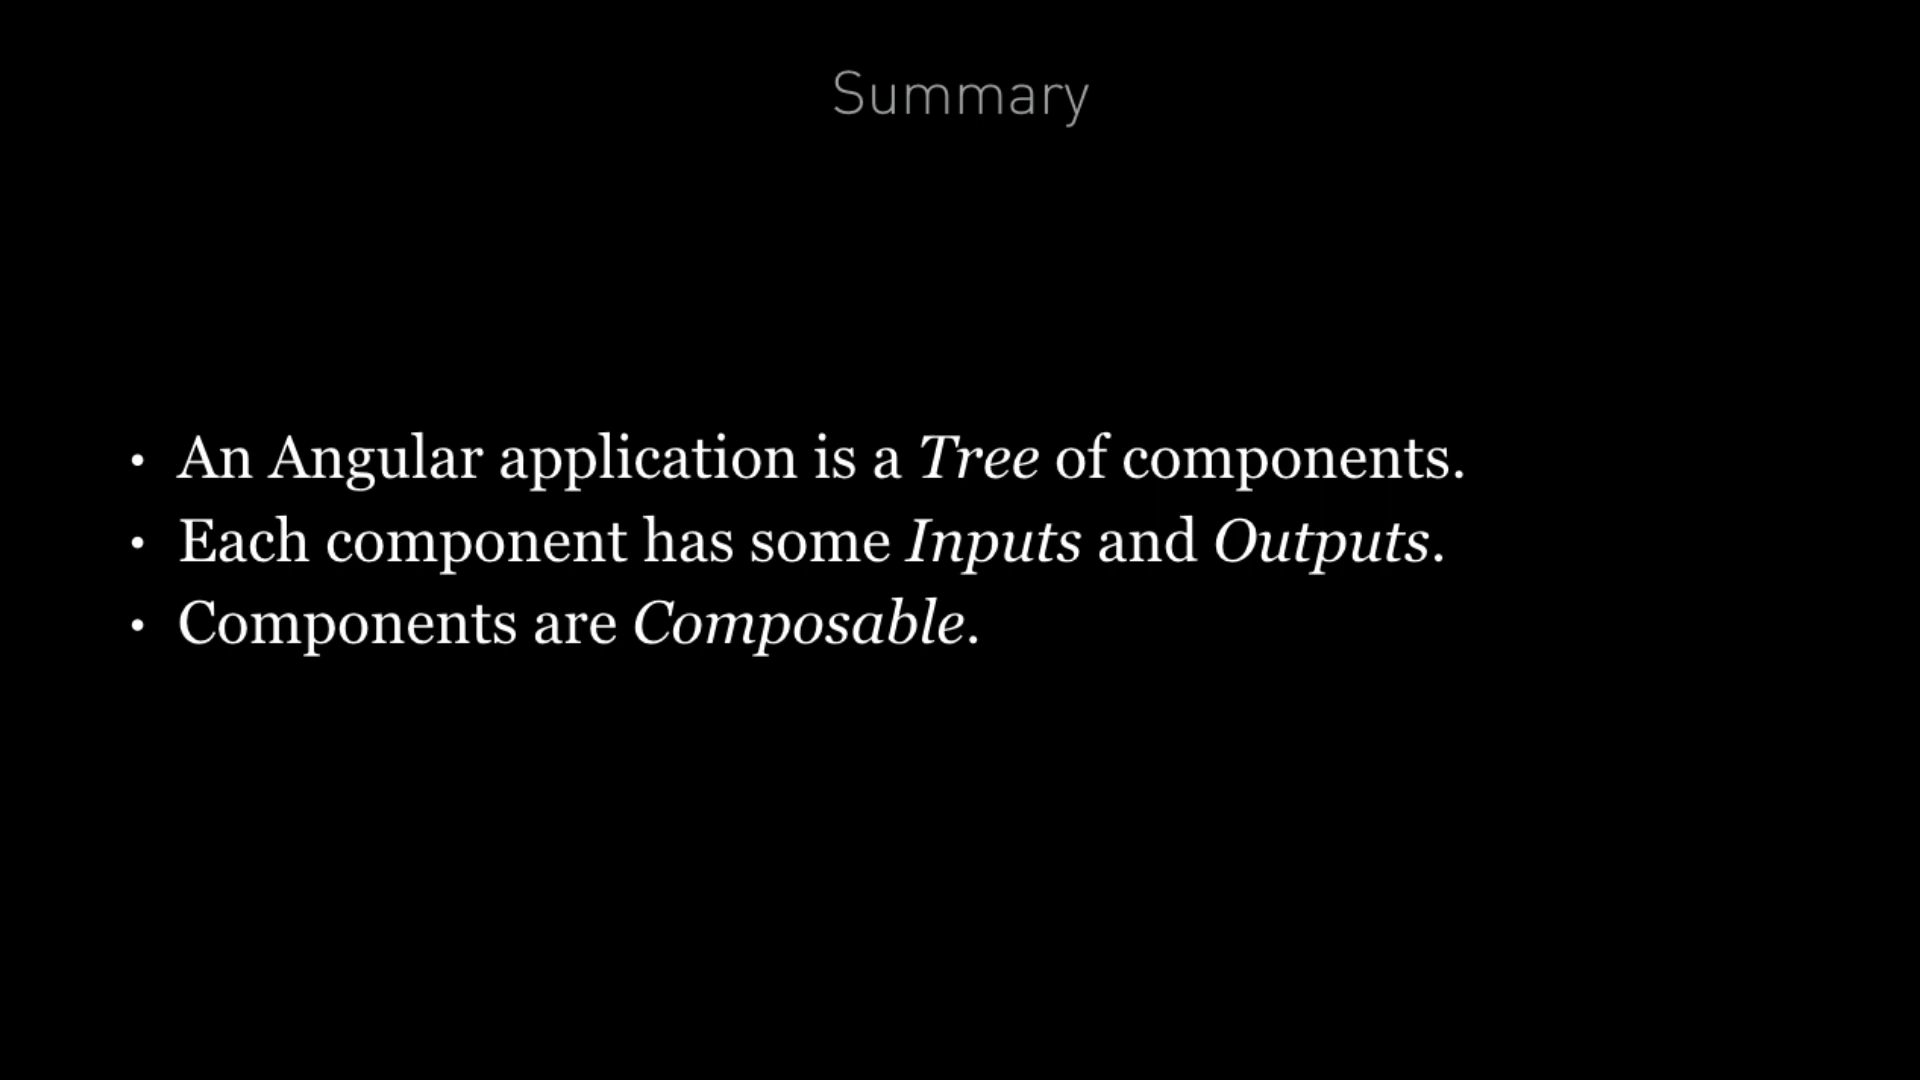 Summary
• An Angular application is a Tree of components.
• Each component has some Inputs and Outputs.
• Components are Composable.